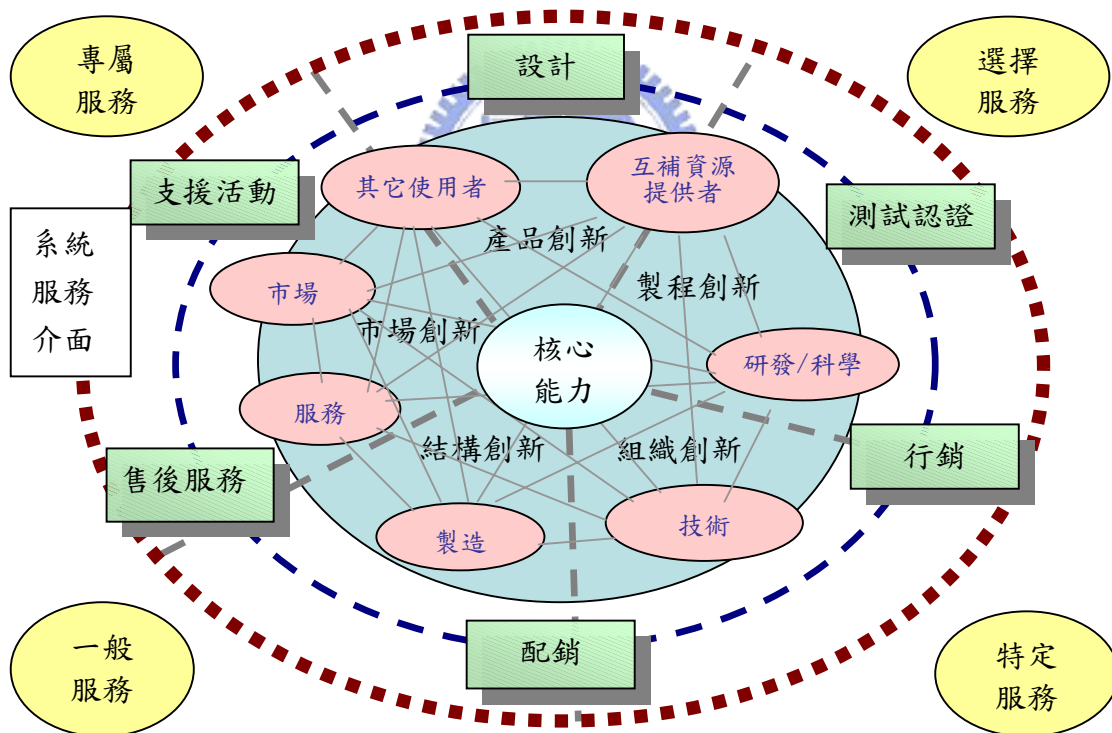 專屬
服務
設計
選擇
服務
支援活動
其它使用者
互補資源
提供者
測試認證
系統
服務
介面
產品創新
市場
製程創新
市場創新
核心
能力
研發/科學
服務
結構創新
組織創新
行銷
售後服務
製造
技術
一般
服務
配銷
特定
服務